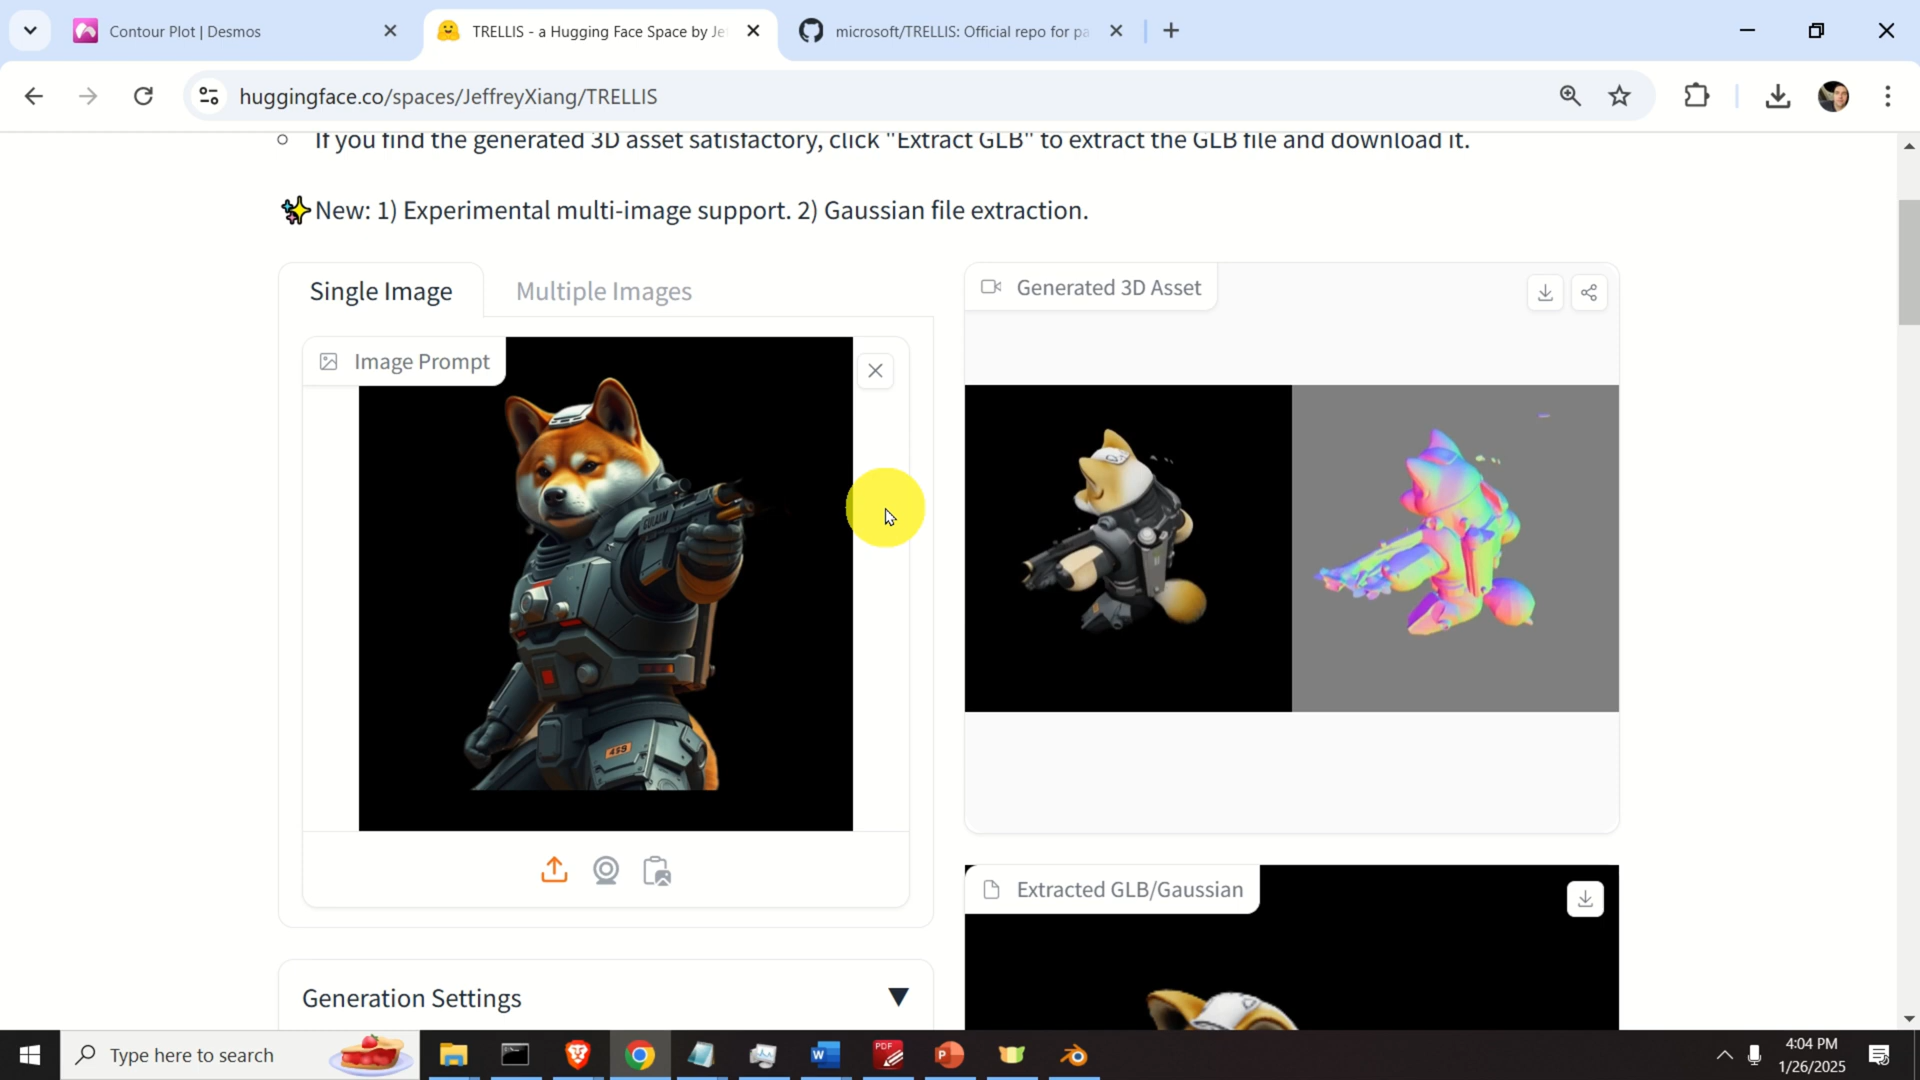 Contour Plot | Desmos
TRELLIS - a Hugging Face Space by Je
microsoft/TRELLIS: Official repo for pa
huggingface.co/spaces/JeffreyXiang/TRELLIS
If you find the generated 3D asset satisfactory, click "Extract GLB" to extract the GLB file and download it.
✨New: 1) Experimental multi-image support. 2) Gaussian file extraction.
Single Image
Multiple Images
Generated 3D Asset
Image Prompt
459
Extracted GLB/Gaussian
Generation Settings
Type here to search
4:04 PM
1/26/2025